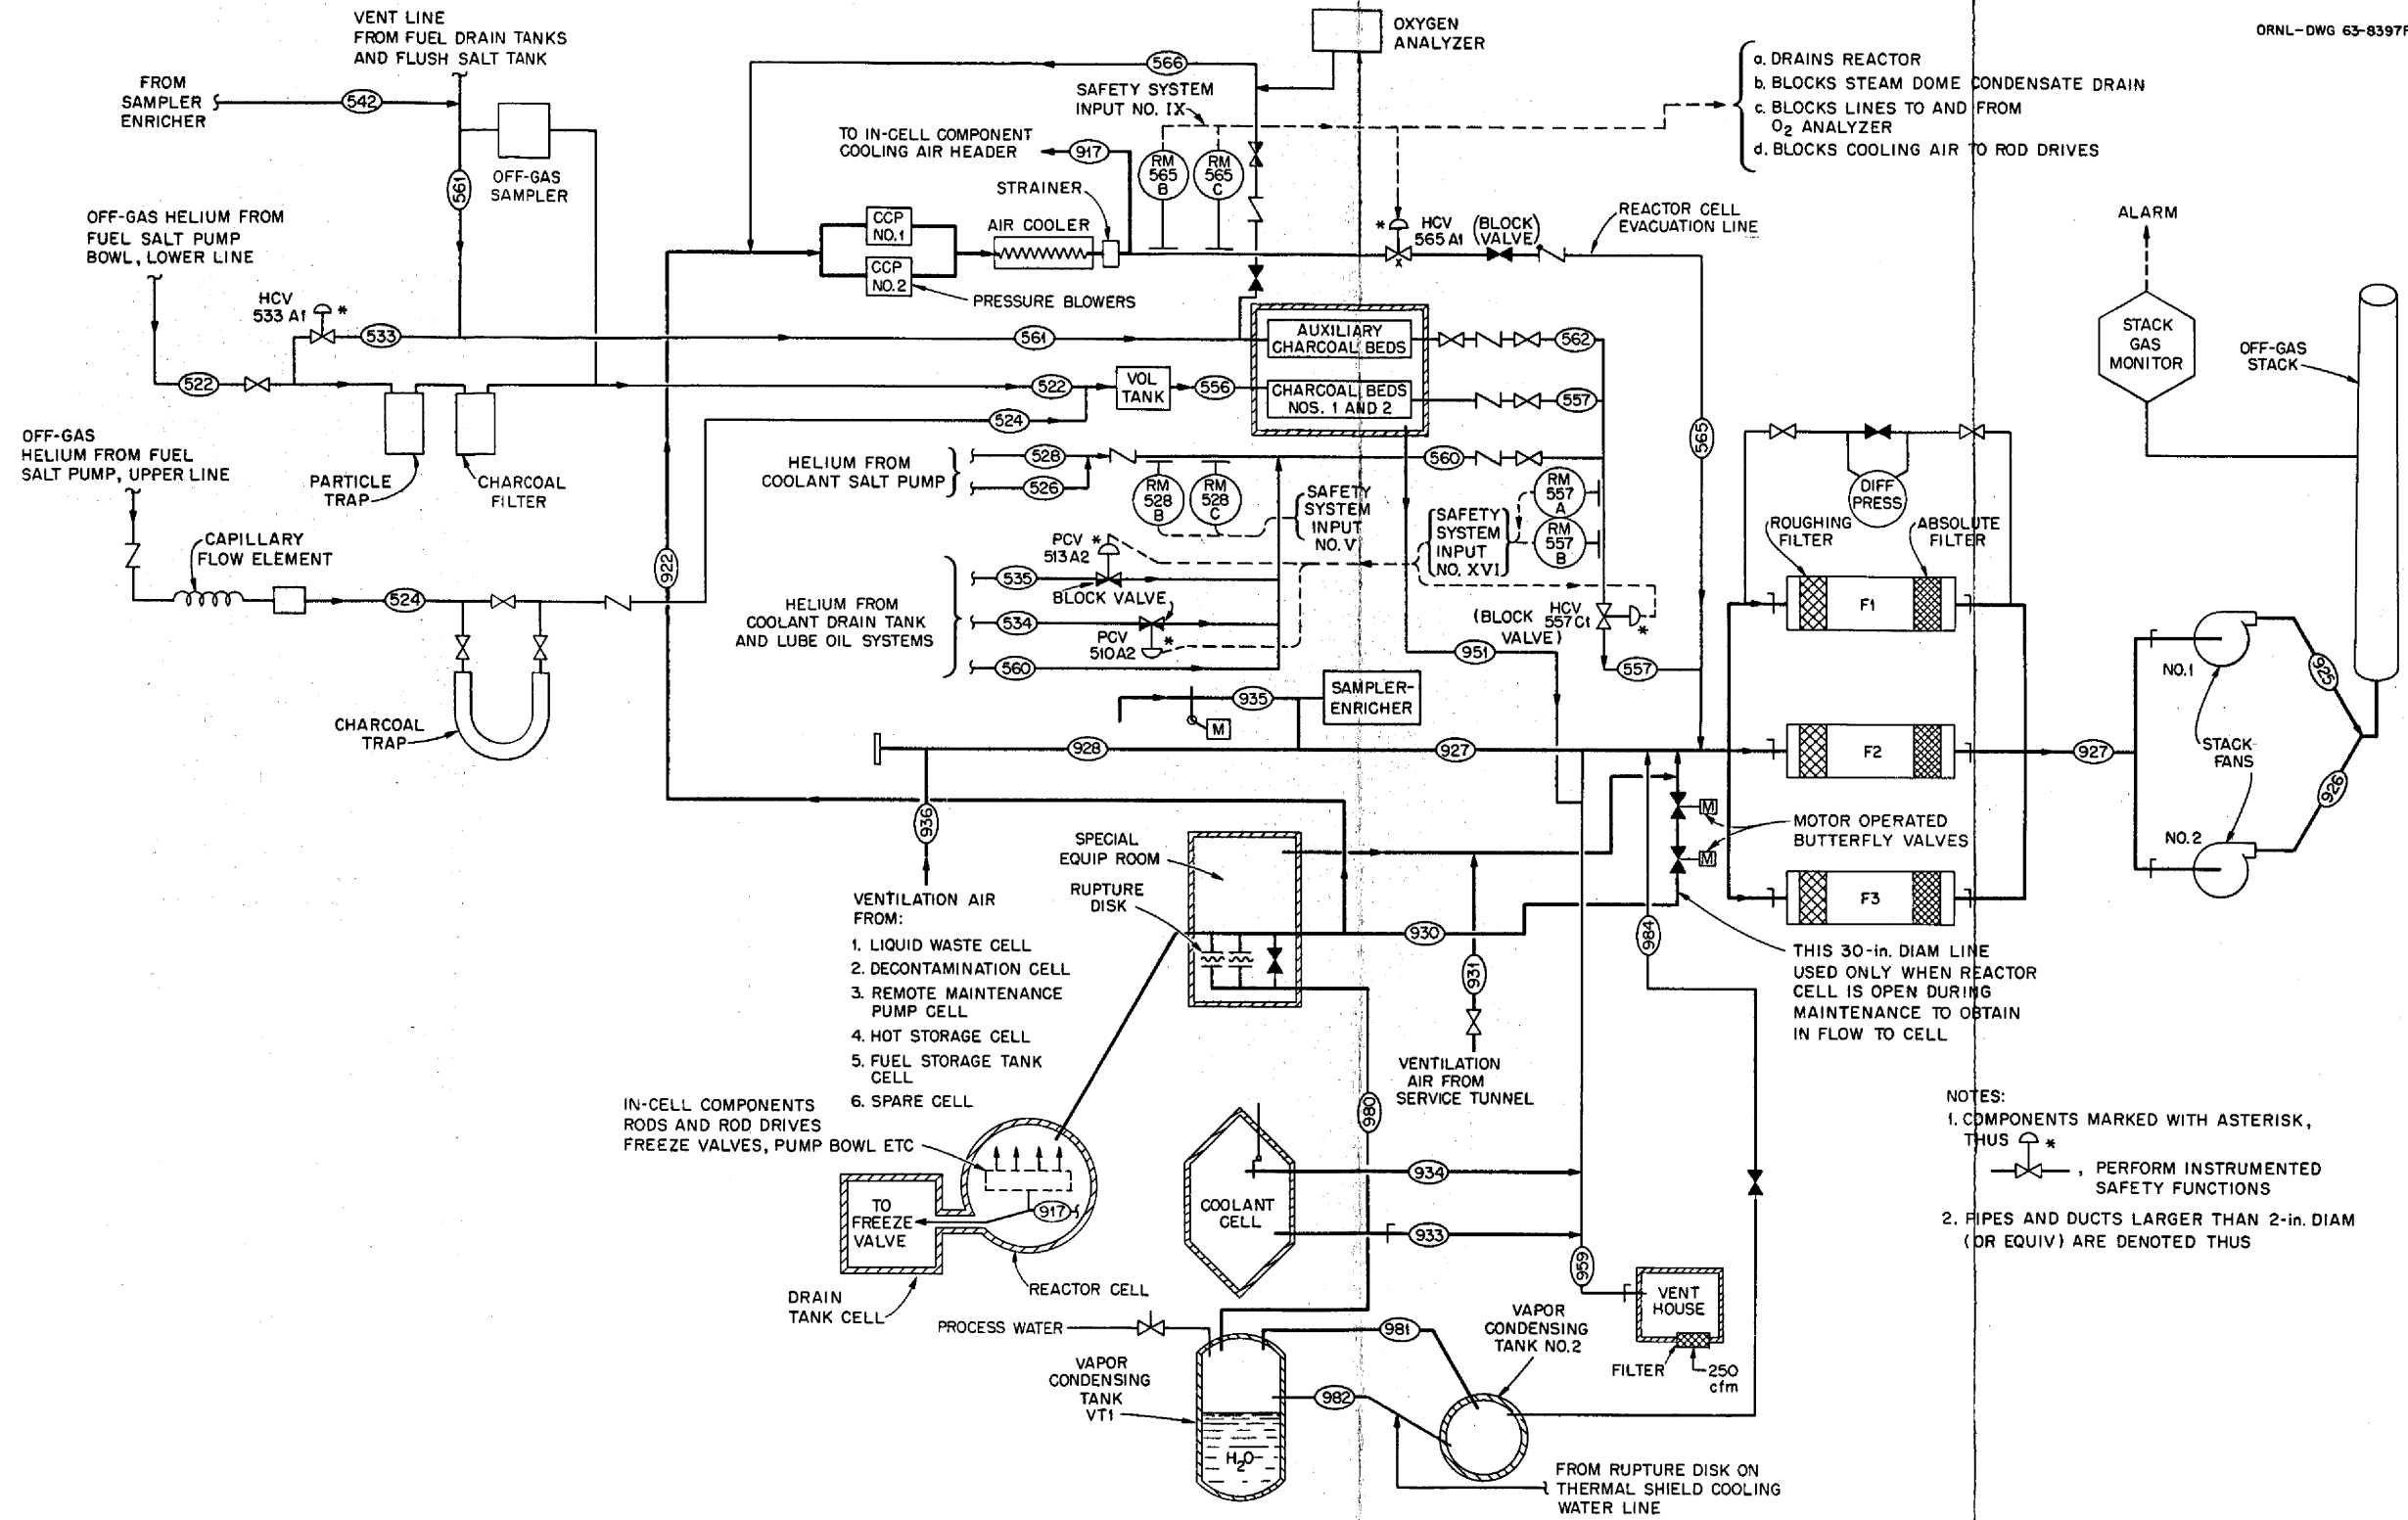 ORNL-DWG 63-8397R
VENT LINE
FROM FUEL DRAIN TANKS
AND FLUSH SALT TANK
FROM
SAMPLER
ENRICHER
542
561
OFF-GAS
SAMPLER
OFF-GAS HELIUM FROM
FUEL SALT PUMP
BOWL, LOWER LINE
HCV
533 A1 *
533
522
PARTICLE
TRAP
CHARCOAL
FILTER
OFF-GAS
HELIUM FROM FUEL
SALT PUMP, UPPER LINE
CAPILLARY
FLOW ELEMENT
524
CHARCOAL
TRAP
566
OXYGEN
ANALYZER
SAFETY SYSTEM
INPUT NO. IX
TO IN-CELL COMPONENT
COOLING AIR HEADER
917
RM
565
B
RM
565
C
STRAINER
AIR COOLER
CCP
NO.1
CCP
NO.2
PRESSURE BLOWERS
* HCV
565 A1
(BLOCK
VALVE)
REACTOR CELL
EVACUATION LINE
a. DRAINS REACTOR
b. BLOCKS STEAM DOME CONDENSATE DRAIN
c. BLOCKS LINES TO AND FROM
O2 ANALYZER
d. BLOCKS COOLING AIR TO ROD DRIVES
561
AUXILIARY
CHARCOAL BEDS
562
522
VOL
TANK
556
CHARCOAL BEDS
NOS. 1 AND 2
557
524
565
HELIUM FROM
COOLANT SALT PUMP
528
526
RM
528
B
RM
528
C
SAFETY
SYSTEM
INPUT
NO. V
560
RM
557
A
RM
557
B
SAFETY
SYSTEM
INPUT
NO. XVI
PCV *
513A2
535
BLOCK VALVE
HELIUM FROM
COOLANT DRAIN TANK
AND LUBE OIL SYSTEMS
534
PCV
510A2 *
560
(BLOCK
VALVE)
HCV
557 C1
*
951
557
922
935
M
SAMPLER-
ENRICHER
928
927
936
VENTILATION AIR
FROM:
1. LIQUID WASTE CELL
2. DECONTAMINATION CELL
3. REMOTE MAINTENANCE
PUMP CELL
4. HOT STORAGE CELL
5. FUEL STORAGE TANK
CELL
6. SPARE CELL
SPECIAL
EQUIP ROOM
RUPTURE
DISK
930
931
VENTILATION
AIR FROM
SERVICE TUNNEL
984
M
M
MOTOR OPERATED
BUTTERFLY VALVES
THIS 30-in. DIAM LINE
USED ONLY WHEN REACTOR
CELL IS OPEN DURING
MAINTENANCE TO OBTAIN
IN FLOW TO CELL
ALARM
STACK
GAS
MONITOR
OFF-GAS
STACK
DIFF
PRESS
ROUGHING
FILTER
ABSOLUTE
FILTER
F1
F2
F3
927
NO.1
NO.2
STACK
FANS
925
926
IN-CELL COMPONENTS
RODS AND ROD DRIVES
FREEZE VALVES, PUMP BOWL ETC
TO
FREEZE
VALVE
917
DRAIN
TANK CELL
REACTOR CELL
980
COOLANT
CELL
934
933
959
VENT
HOUSE
FILTER
250
cfm
PROCESS WATER
VAPOR
CONDENSING
TANK
VT1
H2O
981
982
VAPOR
CONDENSING
TANK NO.2
FROM RUPTURE DISK ON
THERMAL SHIELD COOLING
WATER LINE
NOTES:
1. COMPONENTS MARKED WITH ASTERISK,
THUS *
, PERFORM INSTRUMENTED
SAFETY FUNCTIONS
2. PIPES AND DUCTS LARGER THAN 2-in. DIAM
(OR EQUIV) ARE DENOTED THUS